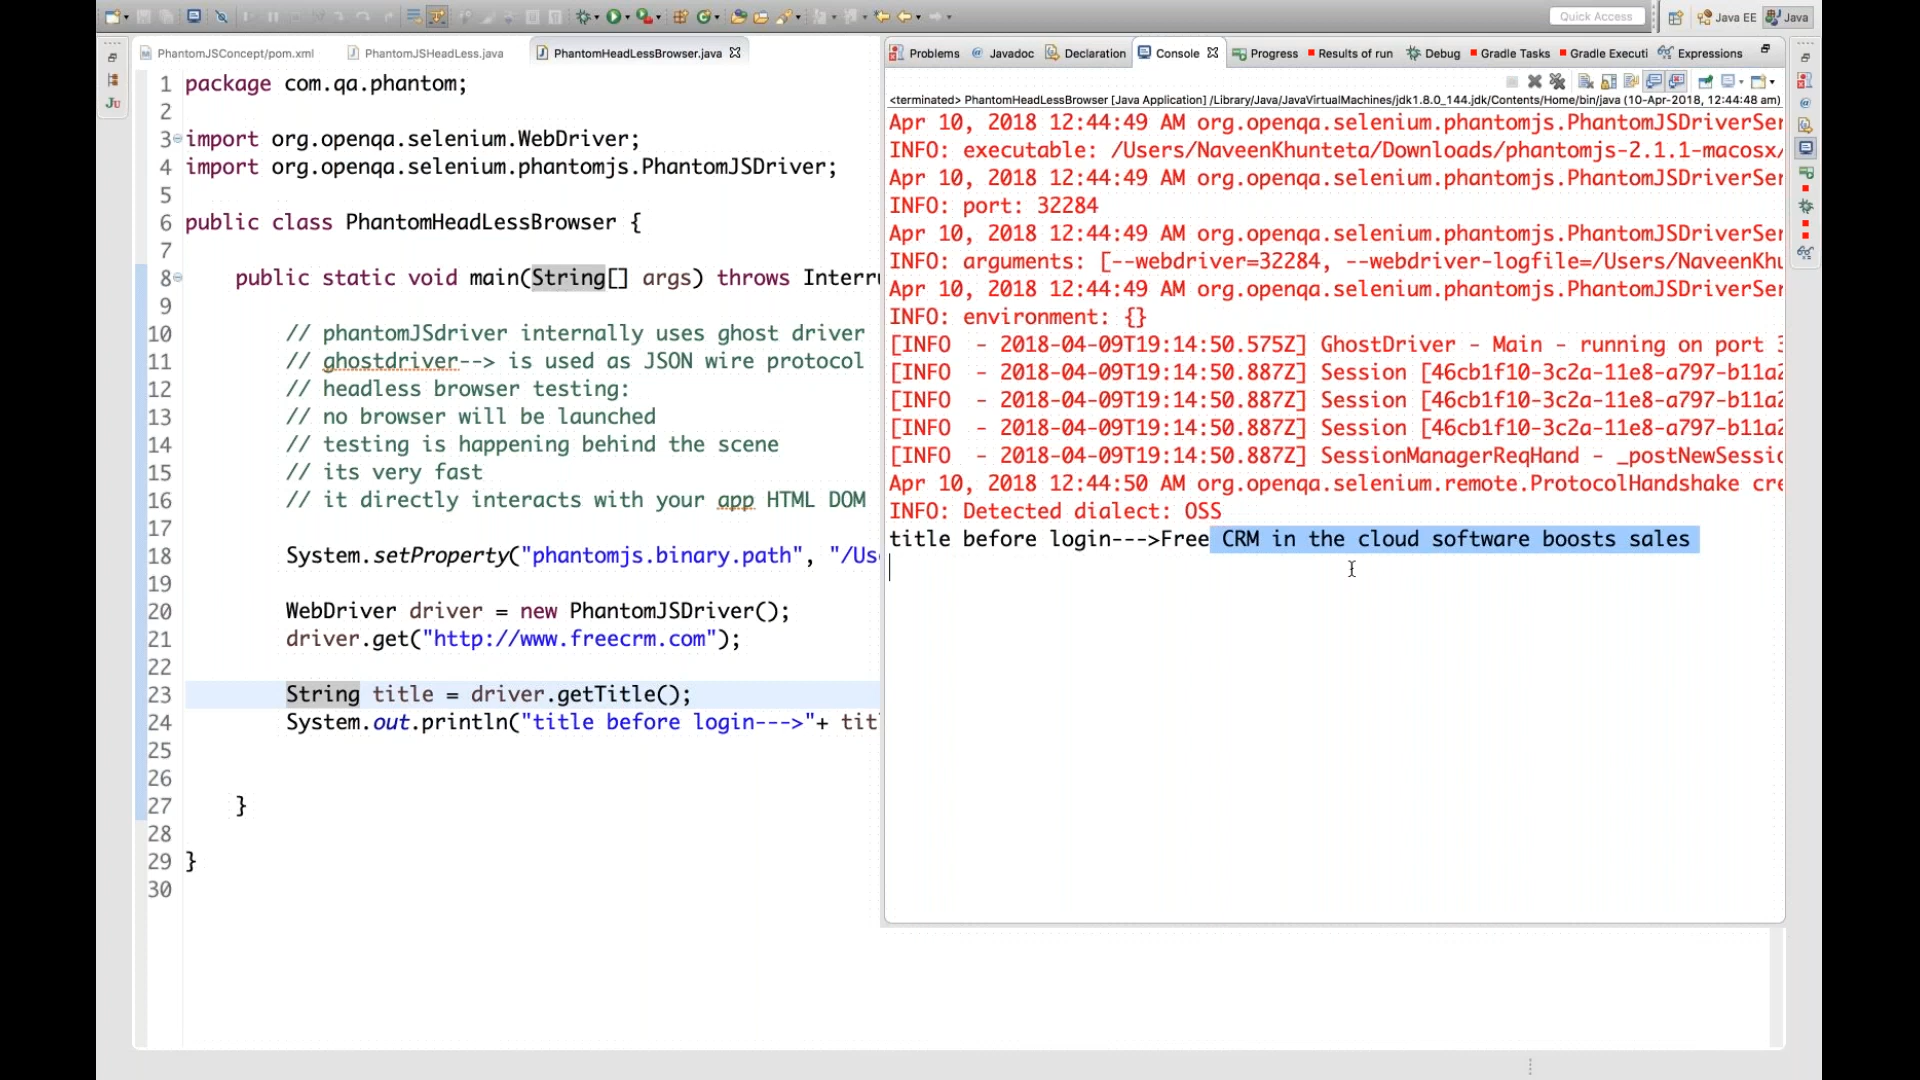 Quick Access
Java EE
Java
PhantomJSConcept/pom.xml
PhantomJSHeadLess.java
PhantomHeadLessBrowser.java
1 package com.qa.phantom;
2
3 import org.openqa.selenium.WebDriver;
4 import org.openqa.selenium.phantomjs.PhantomJSDriver;
5
6 public class PhantomHeadLessBrowser {
7
8 public static void main(String[] args) throws Interru
9
10 // phantomJSdriver internally uses ghost driver
11 // ghostdriver--> is used as JSON wire protocol
12 // headless browser testing:
13 // no browser will be launched
14 // testing is happening behind the scene
15 // its very fast
16 // it directly interacts with your app HTML DOM
17
18 System.setProperty("phantomjs.binary.path", "/Us
19
20 WebDriver driver = new PhantomJSDriver();
21 driver.get("http://www.freecrm.com");
22
23 String title = driver.getTitle();
24 System.out.println("title before login--->"+ tit
25
26
27 }
28
29 }
30
Problems
Javadoc
Declaration
Console
Progress
Results of run
Debug
Gradle Tasks
Gradle Executi
Expressions
<terminated> PhantomHeadLessBrowser [Java Application] /Library/Java/JavaVirtualMachines/jdk1.8.0_144.jdk/Contents/Home/bin/java (10-Apr-2018, 12:44:48 am)
Apr 10, 2018 12:44:49 AM org.openqa.selenium.phantomjs.PhantomJSDriverSer
INFO: executable: /Users/NaveenKhunteta/Downloads/phantomjs-2.1.1-macosx/
Apr 10, 2018 12:44:49 AM org.openqa.selenium.phantomjs.PhantomJSDriverSer
INFO: port: 32284
Apr 10, 2018 12:44:49 AM org.openqa.selenium.phantomjs.PhantomJSDriverSer
INFO: arguments: [--webdriver=32284, --webdriver-logfile=/Users/NaveenKhu
Apr 10, 2018 12:44:49 AM org.openqa.selenium.phantomjs.PhantomJSDriverSer
INFO: environment: {}
[INFO - 2018-04-09T19:14:50.575Z] GhostDriver - Main - running on port 3
[INFO - 2018-04-09T19:14:50.887Z] Session [46cb1f10-3c2a-11e8-a797-b11a2
[INFO - 2018-04-09T19:14:50.887Z] Session [46cb1f10-3c2a-11e8-a797-b11a2
[INFO - 2018-04-09T19:14:50.887Z] Session [46cb1f10-3c2a-11e8-a797-b11a2
[INFO - 2018-04-09T19:14:50.887Z] SessionManagerReqHand - _postNewSessio
Apr 10, 2018 12:44:50 AM org.openqa.selenium.remote.ProtocolHandshake cre
INFO: Detected dialect: OSS
title before login--->Free CRM in the cloud software boosts sales